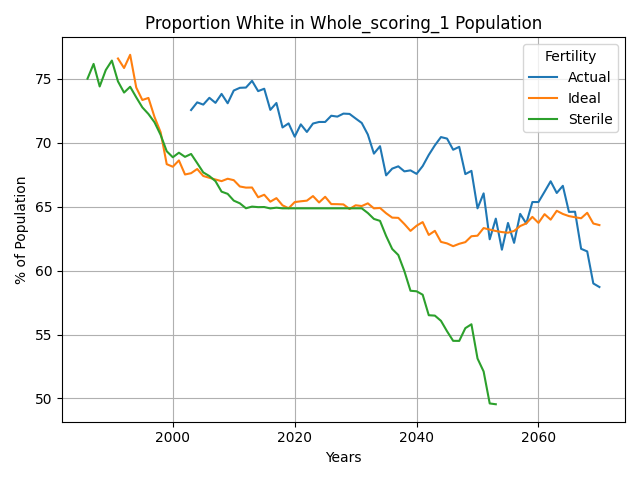 Proportion White in Whole_scoring_1 Population
Fertility
Actual
Ideal
Sterile
% of Population
75
70
65
60
55
50
2000
2020
2040
2060
Years